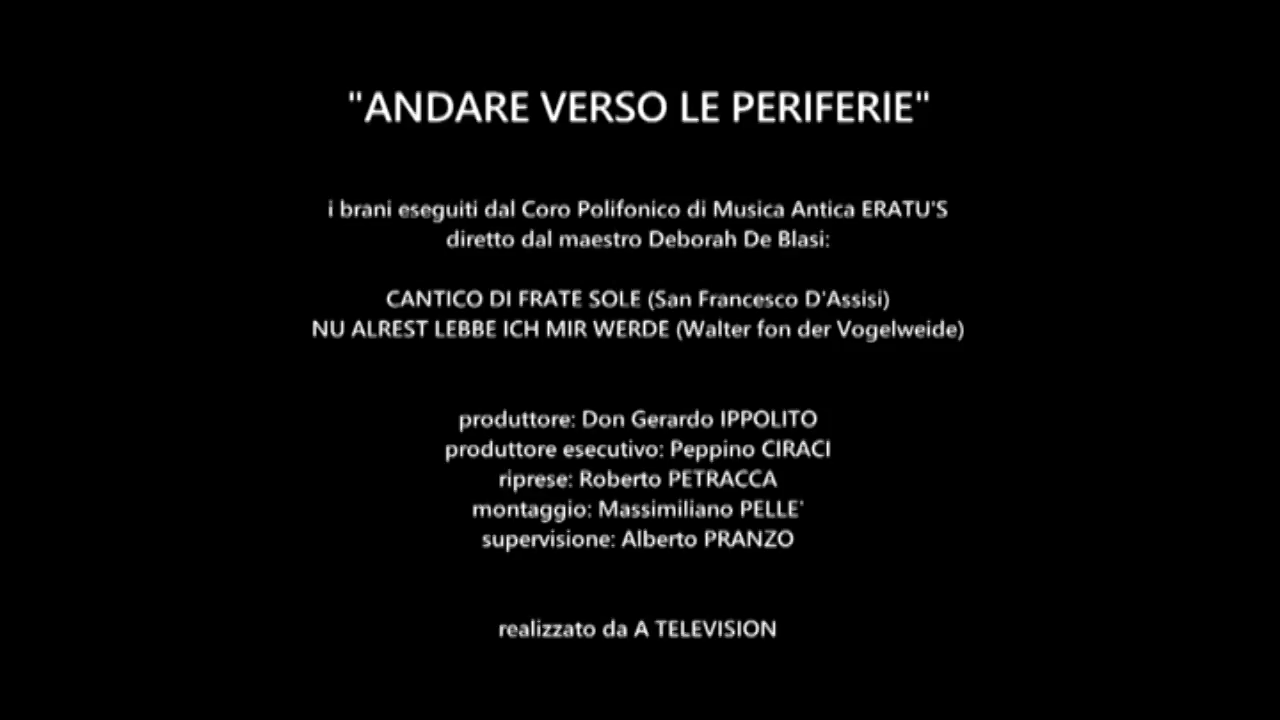 "ANDARE VERSO LE PERIFERIE"
i brani eseguiti dal Coro Polifonico di Musica Antica ERATU'S
diretto dal maestro Deborah De Blasi:
CANTICO DI FRATE SOLE (San Francesco D'Assisi)
NU ALREST LEBBE ICH MIR WERDE (Walter fon der Vogelweide)
produttore: Don Gerardo IPPOLITO
produttore esecutivo: Peppino CIRACI
riprese: Roberto PETRACCA
montaggio: Massimiliano PELLE'
supervisione: Alberto PRANZO
realizzato da A TELEVISION